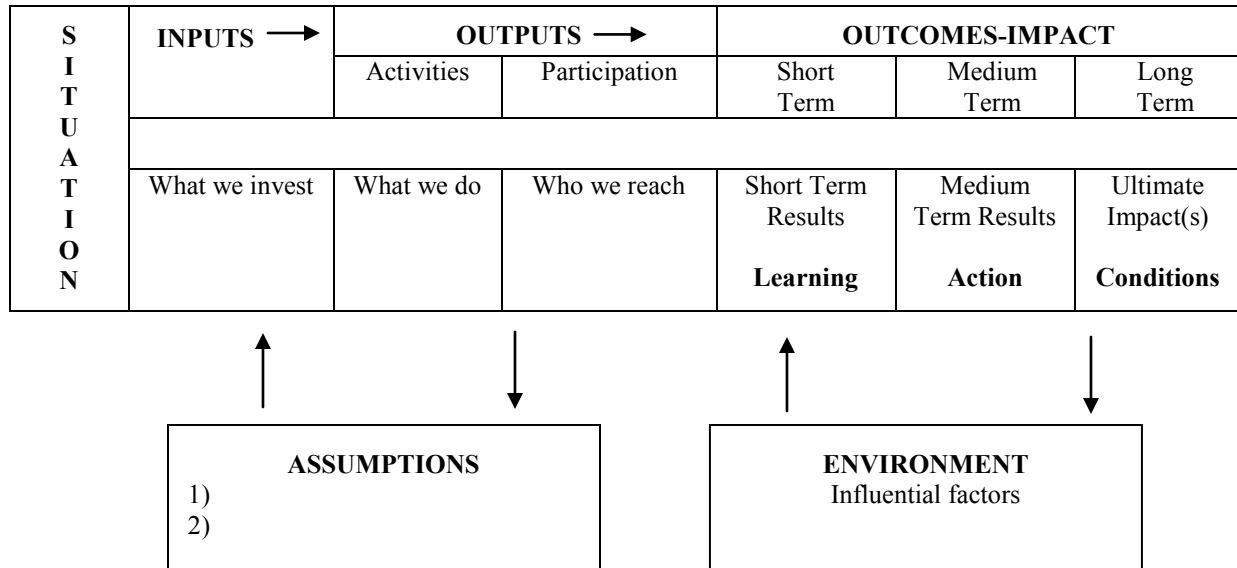 SITUATION
INPUTS
OUTPUTS
OUTCOMES-IMPACT
Activities
Participation
Short
Term
Medium
Term
Long
Term
What we invest
What we do
Who we reach
Short Term
Results
Learning
Medium
Term Results
Action
Ultimate
Impact(s)
Conditions
ASSUMPTIONS
1)
2)
ENVIRONMENT
Influential factors